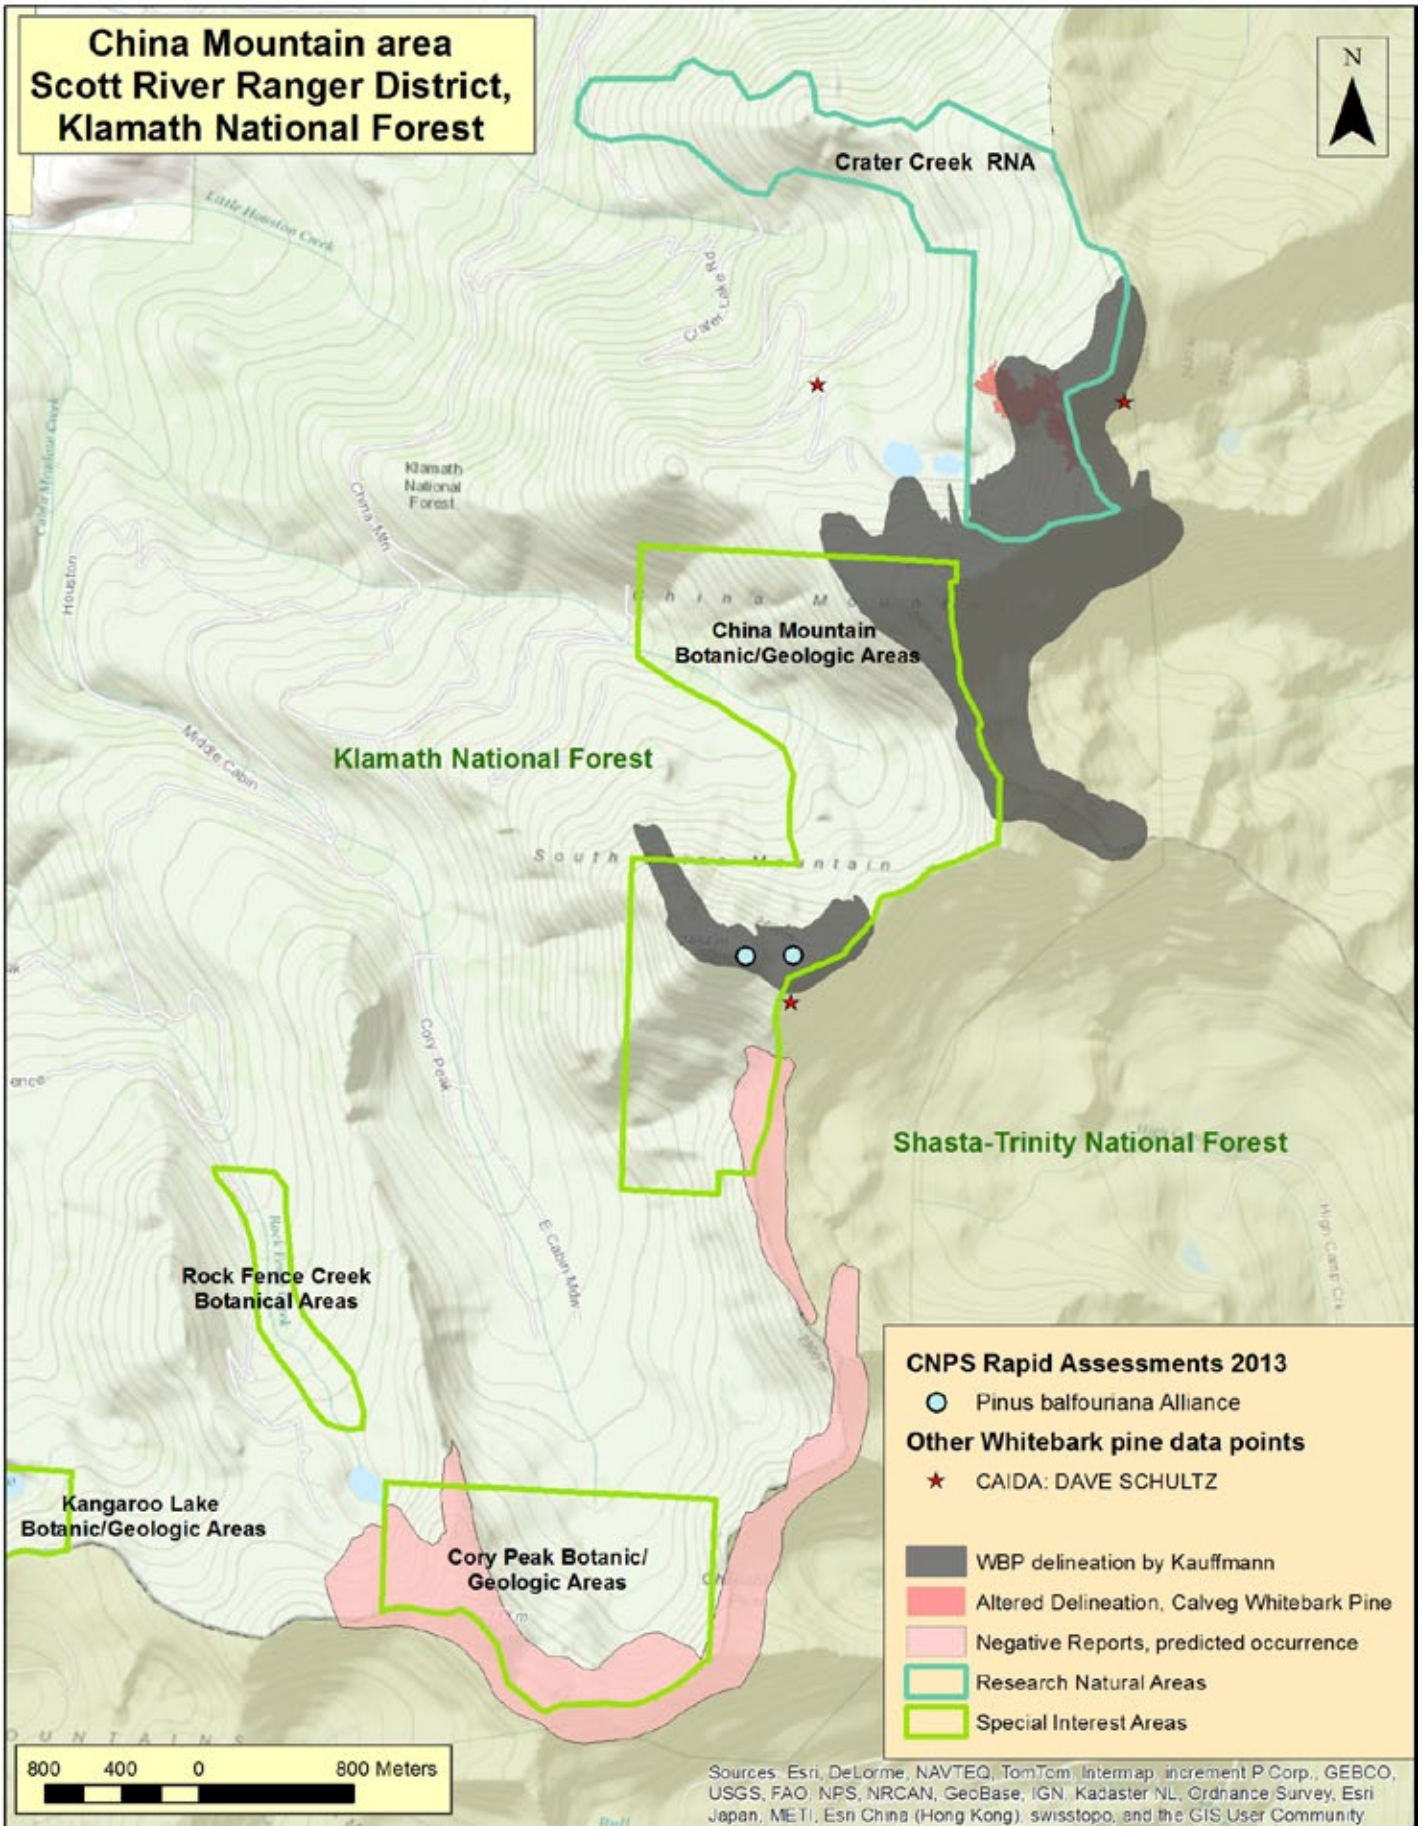 China Mountain area
Scott River Ranger District,
Klamath National Forest
N
Crater Creek RNA
Little Houston Creek
Crater Lake Rd
Klamath
National
Forest
China Mtn
Houston
China Mountain
Botanic/Geologic Areas
Middle Cabin
Klamath National Forest
South
Mountain
Cory Peak
Shasta-Trinity National Forest
E Cabin Mdw
High Camp Crk
Rock Fence Creek
Botanical Areas
Kangaroo Lake
Botanic/Geologic Areas
Cory Peak Botanic/
Geologic Areas
CNPS Rapid Assessments 2013
Pinus balfouriana Alliance
Other Whitebark pine data points
CAIDA: DAVE SCHULTZ
WBP delineation by Kauffmann
Altered Delineation, Calveg Whitebark Pine
Negative Reports, predicted occurrence
Research Natural Areas
Special Interest Areas
OUNTAINS
800 400 0 800 Meters
Sources: Esri, DeLorme, NAVTEQ, TomTom, Intermap, increment P Corp., GEBCO,
USGS, FAO, NPS, NRCAN, GeoBase, IGN, Kadaster NL, Ordnance Survey, Esri
Japan, METI, Esri China (Hong Kong), swisstopo, and the GIS User Community